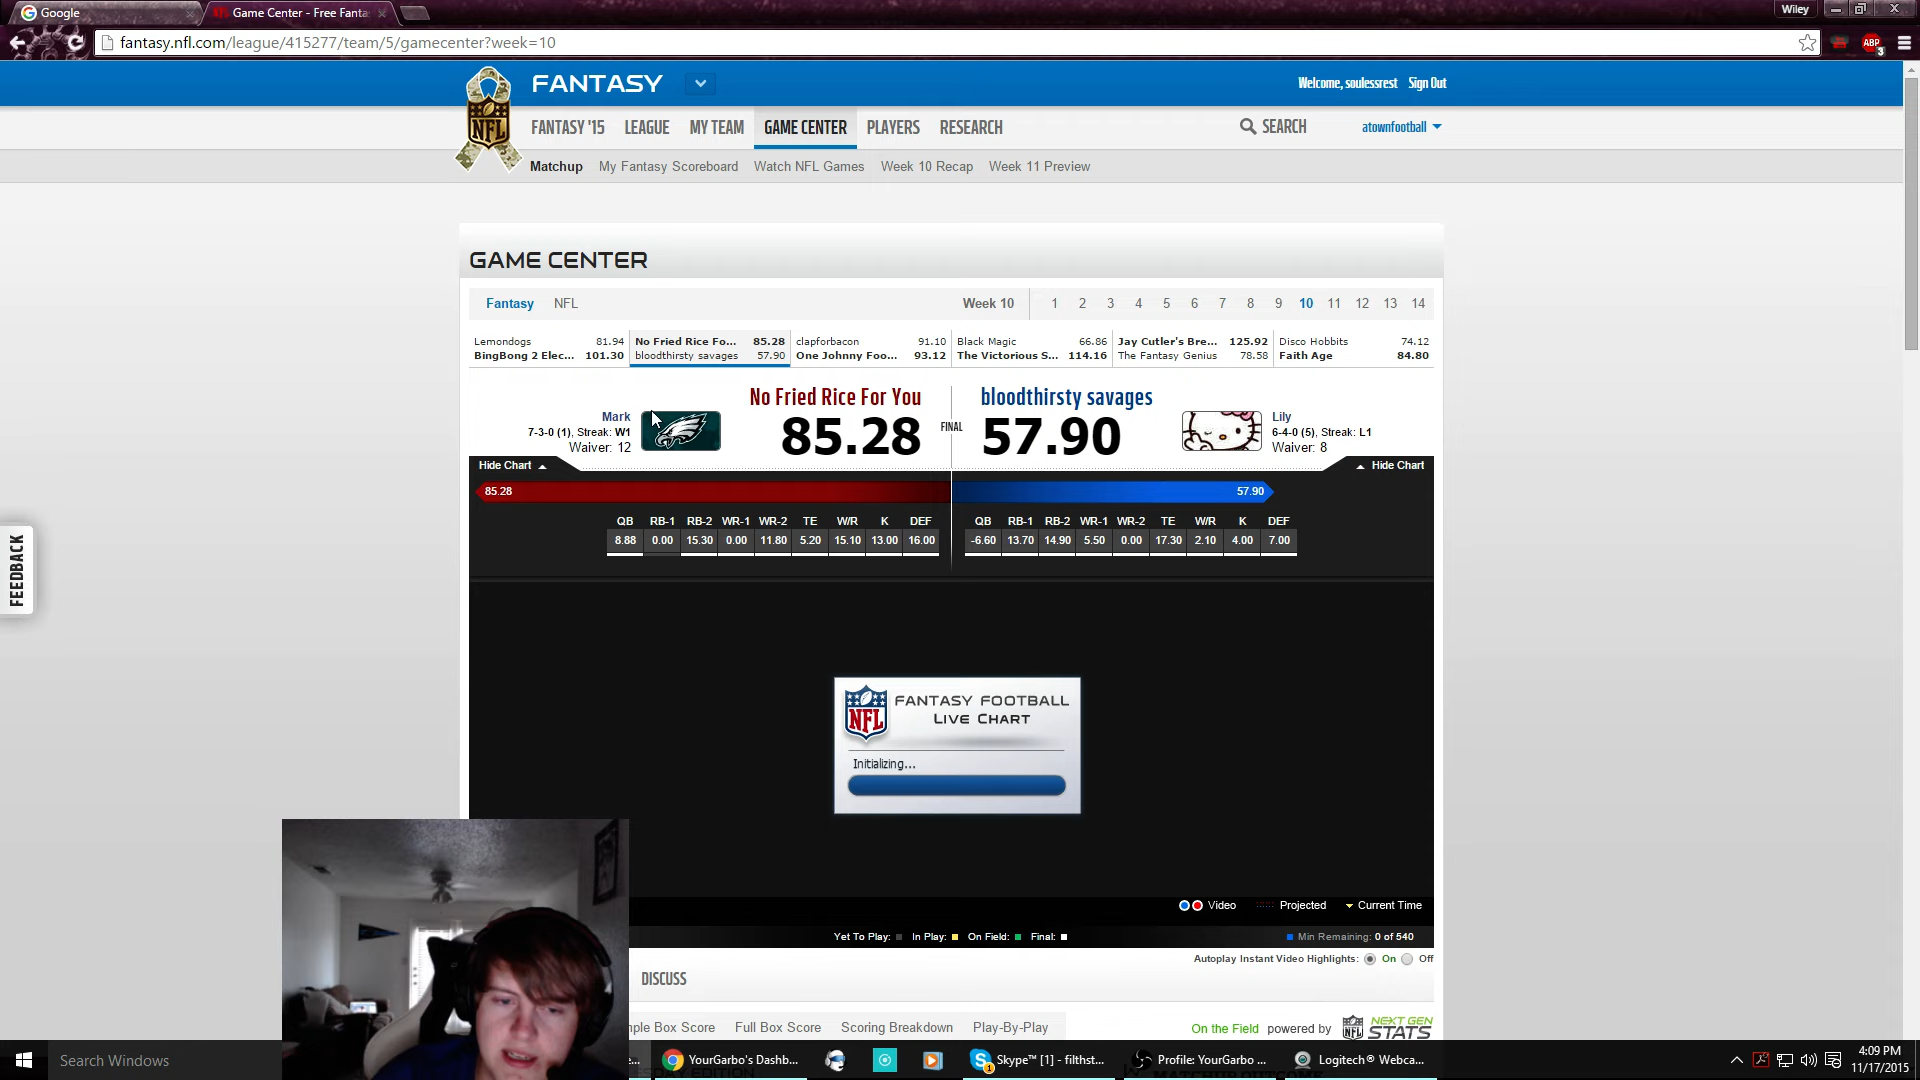 Google
Game Center - Free Fanta
Wiley
fantasy.nfl.com/league/415277/team/5/gamecenter?week=10
ABP
3
FANTASY
Welcome, soulessrest Sign Out
NFL
FANTASY '15 LEAGUE MY TEAM GAME CENTER PLAYERS RESEARCH
SEARCH
atownfootball
Matchup My Fantasy Scoreboard Watch NFL Games Week 10 Recap Week 11 Preview
GAME CENTER
Fantasy NFL
Week 10 1 2 3 4 5 6 7 8 9 10 11 12 13 14
Lemondogs 81.94 No Fried Rice Fo... 85.28 clapforbacon 91.10 Black Magic 66.86 Jay Cutler's Bre... 125.92 Disco Hobbits 74.12
BingBong 2 Elec... 101.30 bloodthirsty savages 57.90 One Johnny Foo... 93.12 The Victorious S... 114.16 The Fantasy Genius 78.58 Faith Age 84.80
No Fried Rice For You bloodthirsty savages
Mark
7-3-0 (1), Streak: W1
Waiver: 12
85.28 FINAL 57.90
Lily
6-4-0 (5), Streak: L1
Waiver: 8
Hide Chart Hide Chart
85.28 57.90
QB RB-1 RB-2 WR-1 WR-2 TE W/R K DEF QB RB-1 RB-2 WR-1 WR-2 TE W/R K DEF
8.88 0.00 15.30 0.00 11.80 5.20 15.10 13.00 16.00 -6.60 13.70 14.90 5.50 0.00 17.30 2.10 4.00 7.00
FEEDBACK
NFL
FANTASY FOOTBALL
LIVE CHART
Initializing...
Video Projected Current Time
Yet To Play: In Play: On Field: Final: Min Remaining: 0 of 540
Autoplay Instant Video Highlights: On Off
DISCUSS
ple Box Score Full Box Score Scoring Breakdown Play-By-Play
On the Field powered by NFL NEXT GEN STATS
Search Windows
e...
YourGarbo's Dashb...
Skype™ [1] - filthst...
1
Profile: YourGarbo ...
Logitech® Webca...
4:09 PM
11/17/2015